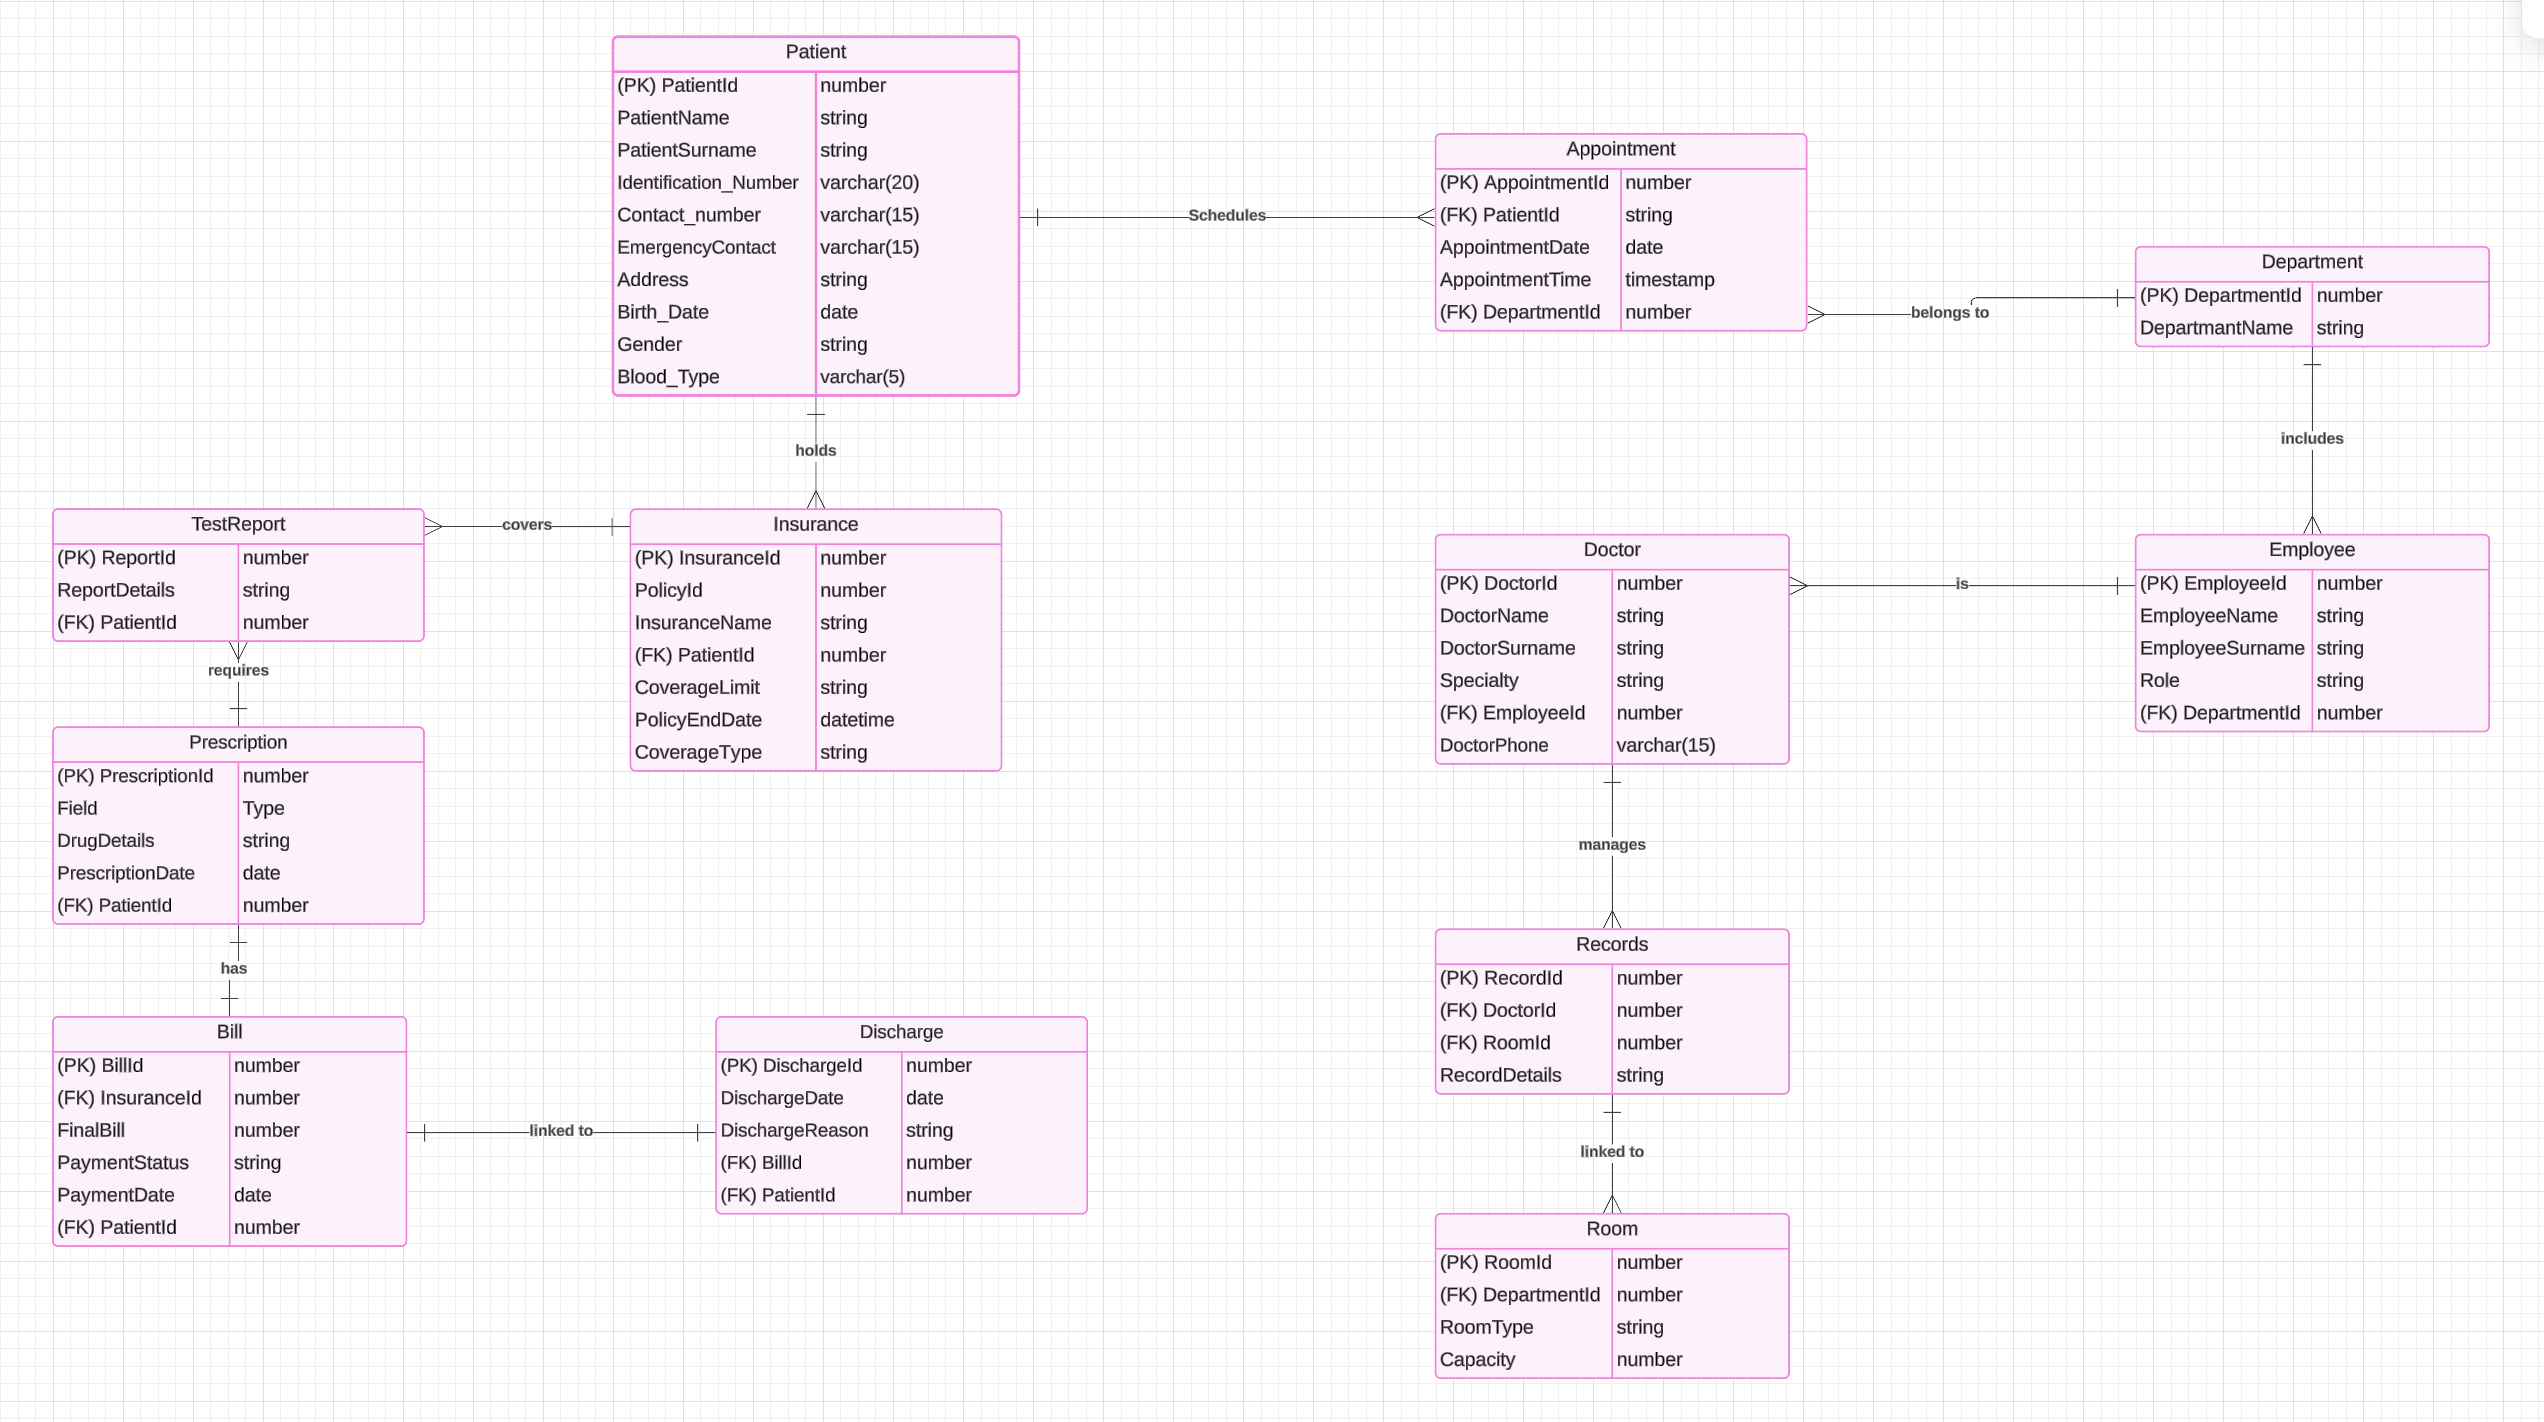 Patient
(PK) PatientId number
PatientName string
PatientSurname string
Identification_Number varchar(20)
Contact_number varchar(15)
EmergencyContact varchar(15)
Address string
Birth_Date date
Gender string
Blood_Type varchar(5)
Schedules
Appointment
(PK) AppointmentId number
(FK) PatientId string
AppointmentDate date
AppointmentTime timestamp
(FK) DepartmentId number
belongs to
Department
(PK) DepartmentId number
DepartmantName string
holds
includes
TestReport
(PK) ReportId number
ReportDetails string
(FK) PatientId number
covers
Insurance
(PK) InsuranceId number
PolicyId number
InsuranceName string
(FK) PatientId number
CoverageLimit string
PolicyEndDate datetime
CoverageType string
Doctor
(PK) DoctorId number
DoctorName string
DoctorSurname string
Specialty string
(FK) EmployeeId number
DoctorPhone varchar(15)
is
Employee
(PK) EmployeeId number
EmployeeName string
EmployeeSurname string
Role string
(FK) DepartmentId number
requires
Prescription
(PK) PrescriptionId number
Field Type
DrugDetails string
PrescriptionDate date
(FK) PatientId number
manages
has
Records
(PK) RecordId number
(FK) DoctorId number
(FK) RoomId number
RecordDetails string
Bill
(PK) BillId number
(FK) InsuranceId number
FinalBill number
PaymentStatus string
PaymentDate date
(FK) PatientId number
linked to
Discharge
(PK) DischargeId number
DischargeDate date
DischargeReason string
(FK) BillId number
(FK) PatientId number
linked to
Room
(PK) RoomId number
(FK) DepartmentId number
RoomType string
Capacity number